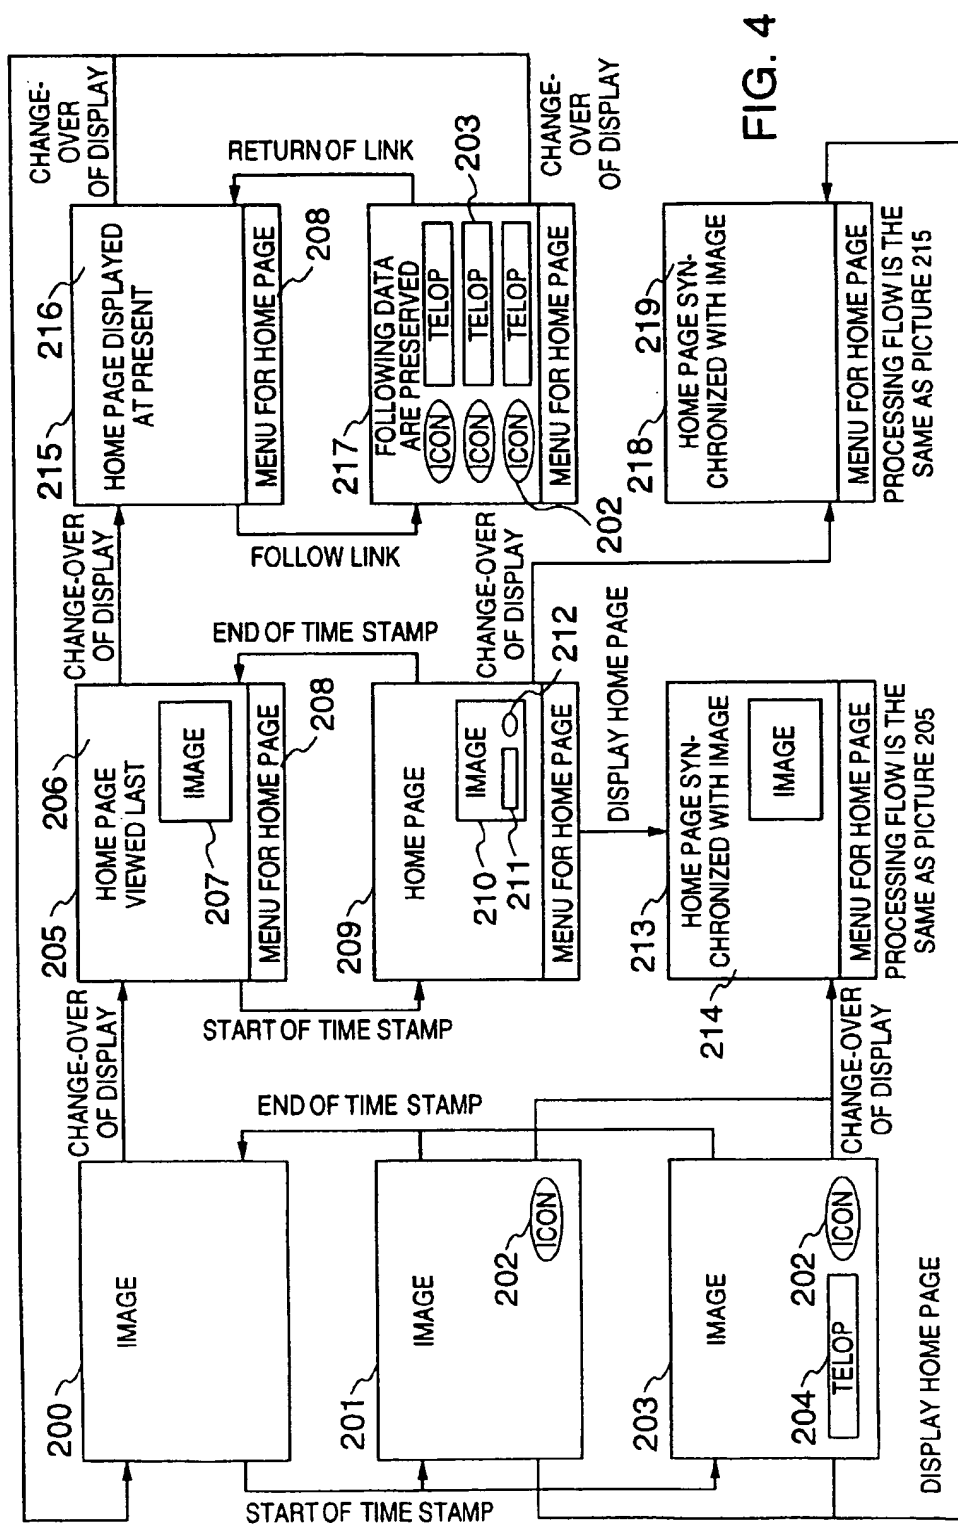 FIG. 4
200
IMAGE
CHANGE-OVER
OF DISPLAY
START OF TIME STAMP
END OF TIME STAMP
201
IMAGE
202
ICON
203
IMAGE
204
TELOP
202
ICON
CHANGE-OVER
OF DISPLAY
DISPLAY HOME PAGE
205
206
HOME PAGE
VIEWED LAST
207
IMAGE
208
MENU FOR HOME PAGE
CHANGE-OVER
OF DISPLAY
START OF TIME STAMP
END OF TIME STAMP
209
HOME PAGE
210
IMAGE
211
212
MENU FOR HOME PAGE
CHANGE-OVER
OF DISPLAY
DISPLAY HOME PAGE
213
HOME PAGE SYN-
CHRONIZED WITH IMAGE
214
IMAGE
MENU FOR HOME PAGE
PROCESSING FLOW IS THE
SAME AS PICTURE 205
215
216
HOME PAGE DISPLAYED
AT PRESENT
208
MENU FOR HOME PAGE
CHANGE-
OVER
OF DISPLAY
FOLLOW LINK
RETURN OF LINK
217
FOLLOWING DATA
ARE PRESERVED
203
ICON
TELOP
ICON
TELOP
ICON
TELOP
202
MENU FOR HOME PAGE
CHANGE-
OVER
OF DISPLAY
218
219
HOME PAGE SYN-
CHRONIZED WITH IMAGE
MENU FOR HOME PAGE
PROCESSING FLOW IS THE
SAME AS PICTURE 215